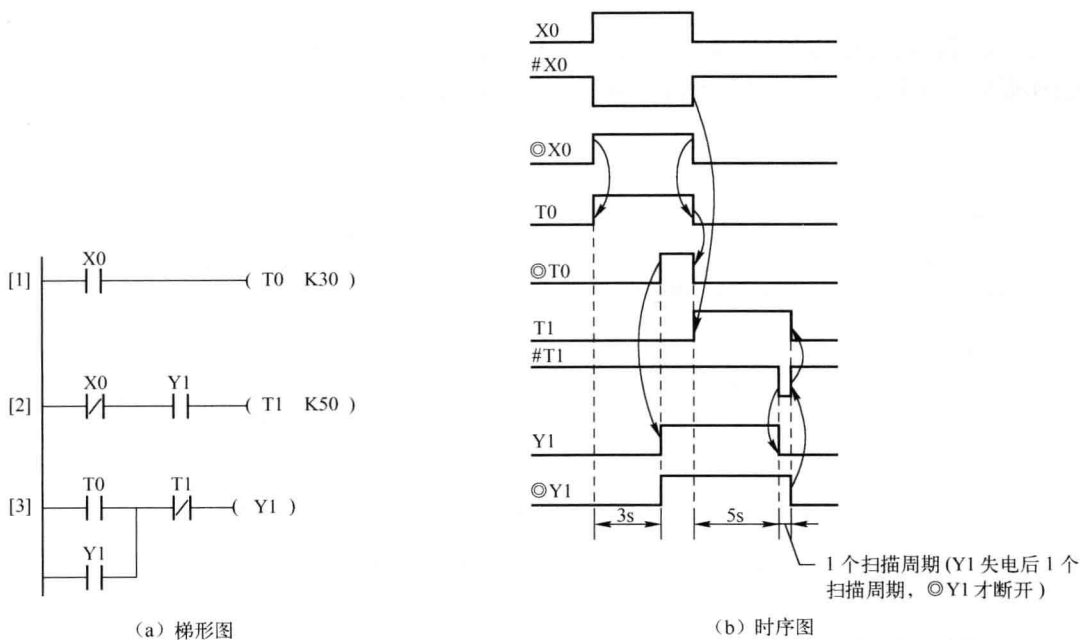 [1]
X0
( T0 K30 )
[2]
X0
Y1
( T1 K50 )
[3]
T0
T1
( Y1 )
Y1
(a) 梯形图
X0
#X0
◎X0
T0
◎T0
T1
#T1
Y1
◎Y1
3s
5s
1 个扫描周期 (Y1 失电后 1 个
扫描周期，◎Y1 才断开 )
(b) 时序图